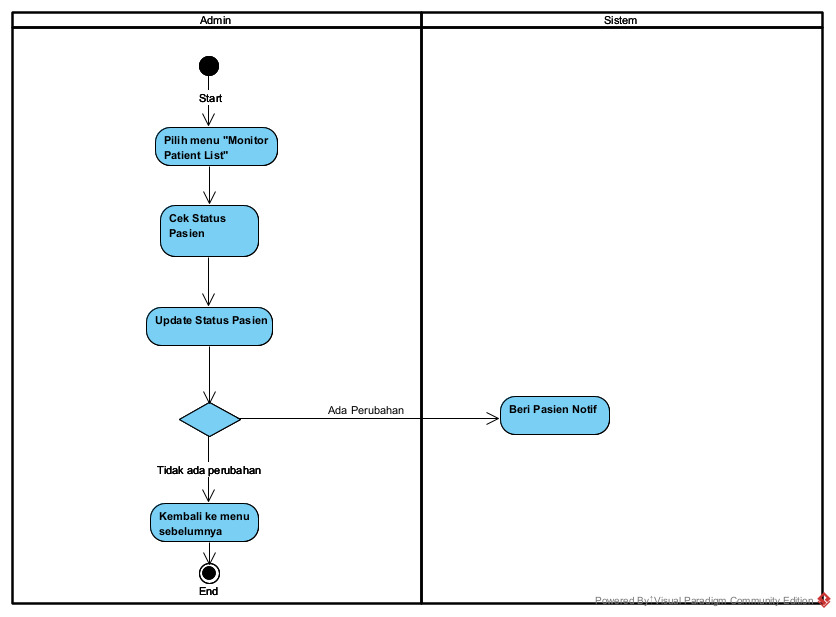 Admin
Sistem
Start
Pilih menu "Monitor
Patient List"
Cek Status
Pasien
Update Status Pasien
Ada Perubahan
Beri Pasien Notif
Tidak ada perubahan
Kembali ke menu
sebelumnya
End
Powered By Visual Paradigm Community Edition